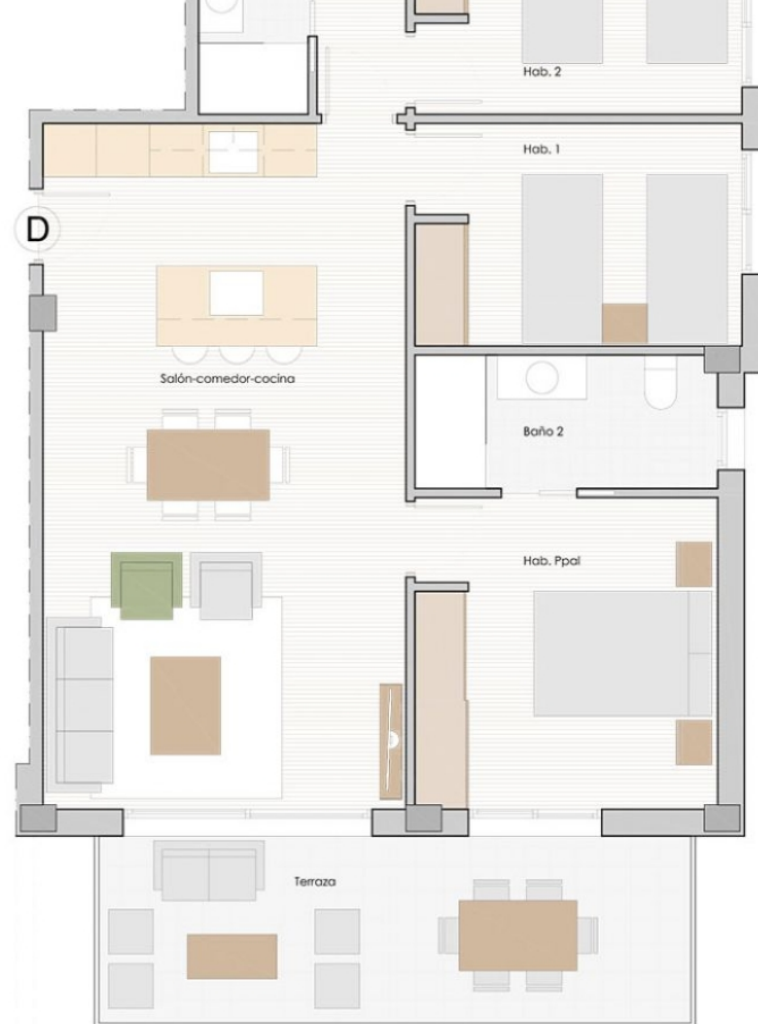 Hab. 2
Hab. 1
D
Salón-comedor-cocina
Baño 2
Hab. Ppal
Terraza